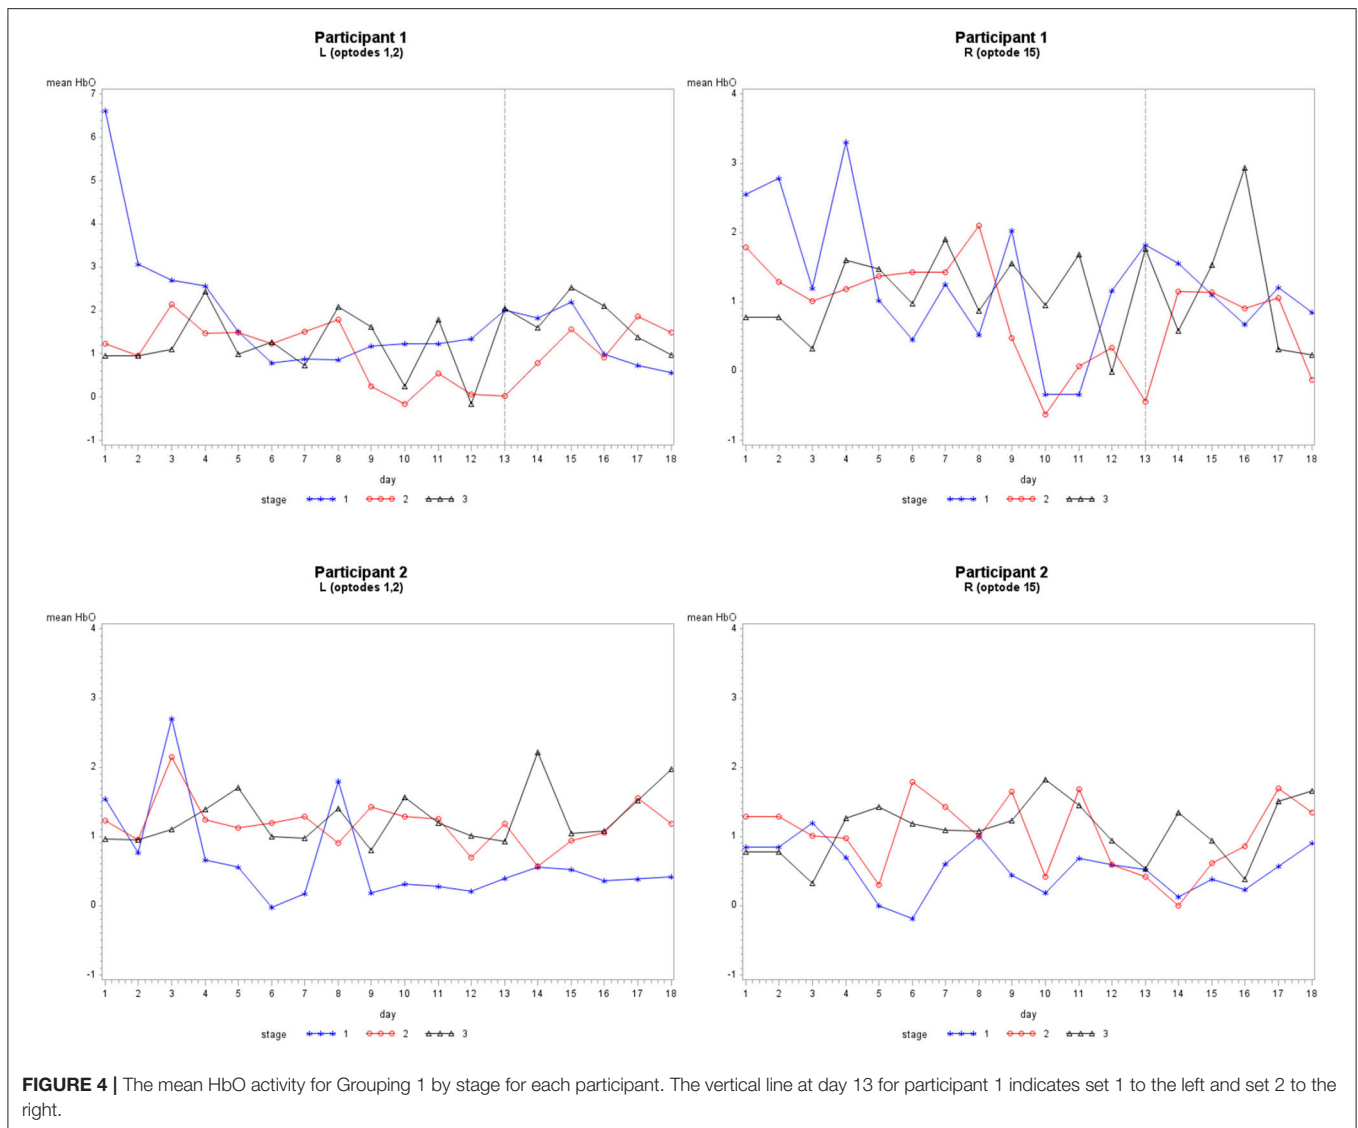 Participant 1
L (optodes 1,2)
mean HbO
7
6
5
4
3
2
1
0
-1
1 2 3 4 5 6 7 8 9 10 11 12 13 14 15 16 17 18
day
stage 1 2 3
Participant 1
R (optode 15)
mean HbO
4
3
2
1
0
-1
1 2 3 4 5 6 7 8 9 10 11 12 13 14 15 16 17 18
day
stage 1 2 3
Participant 2
L (optodes 1,2)
mean HbO
4
3
2
1
0
-1
1 2 3 4 5 6 7 8 9 10 11 12 13 14 15 16 17 18
day
stage 1 2 3
Participant 2
R (optode 15)
mean HbO
4
3
2
1
0
-1
1 2 3 4 5 6 7 8 9 10 11 12 13 14 15 16 17 18
day
stage 1 2 3
FIGURE 4 | The mean HbO activity for Grouping 1 by stage for each participant. The vertical line at day 13 for participant 1 indicates set 1 to the left and set 2 to the
right.